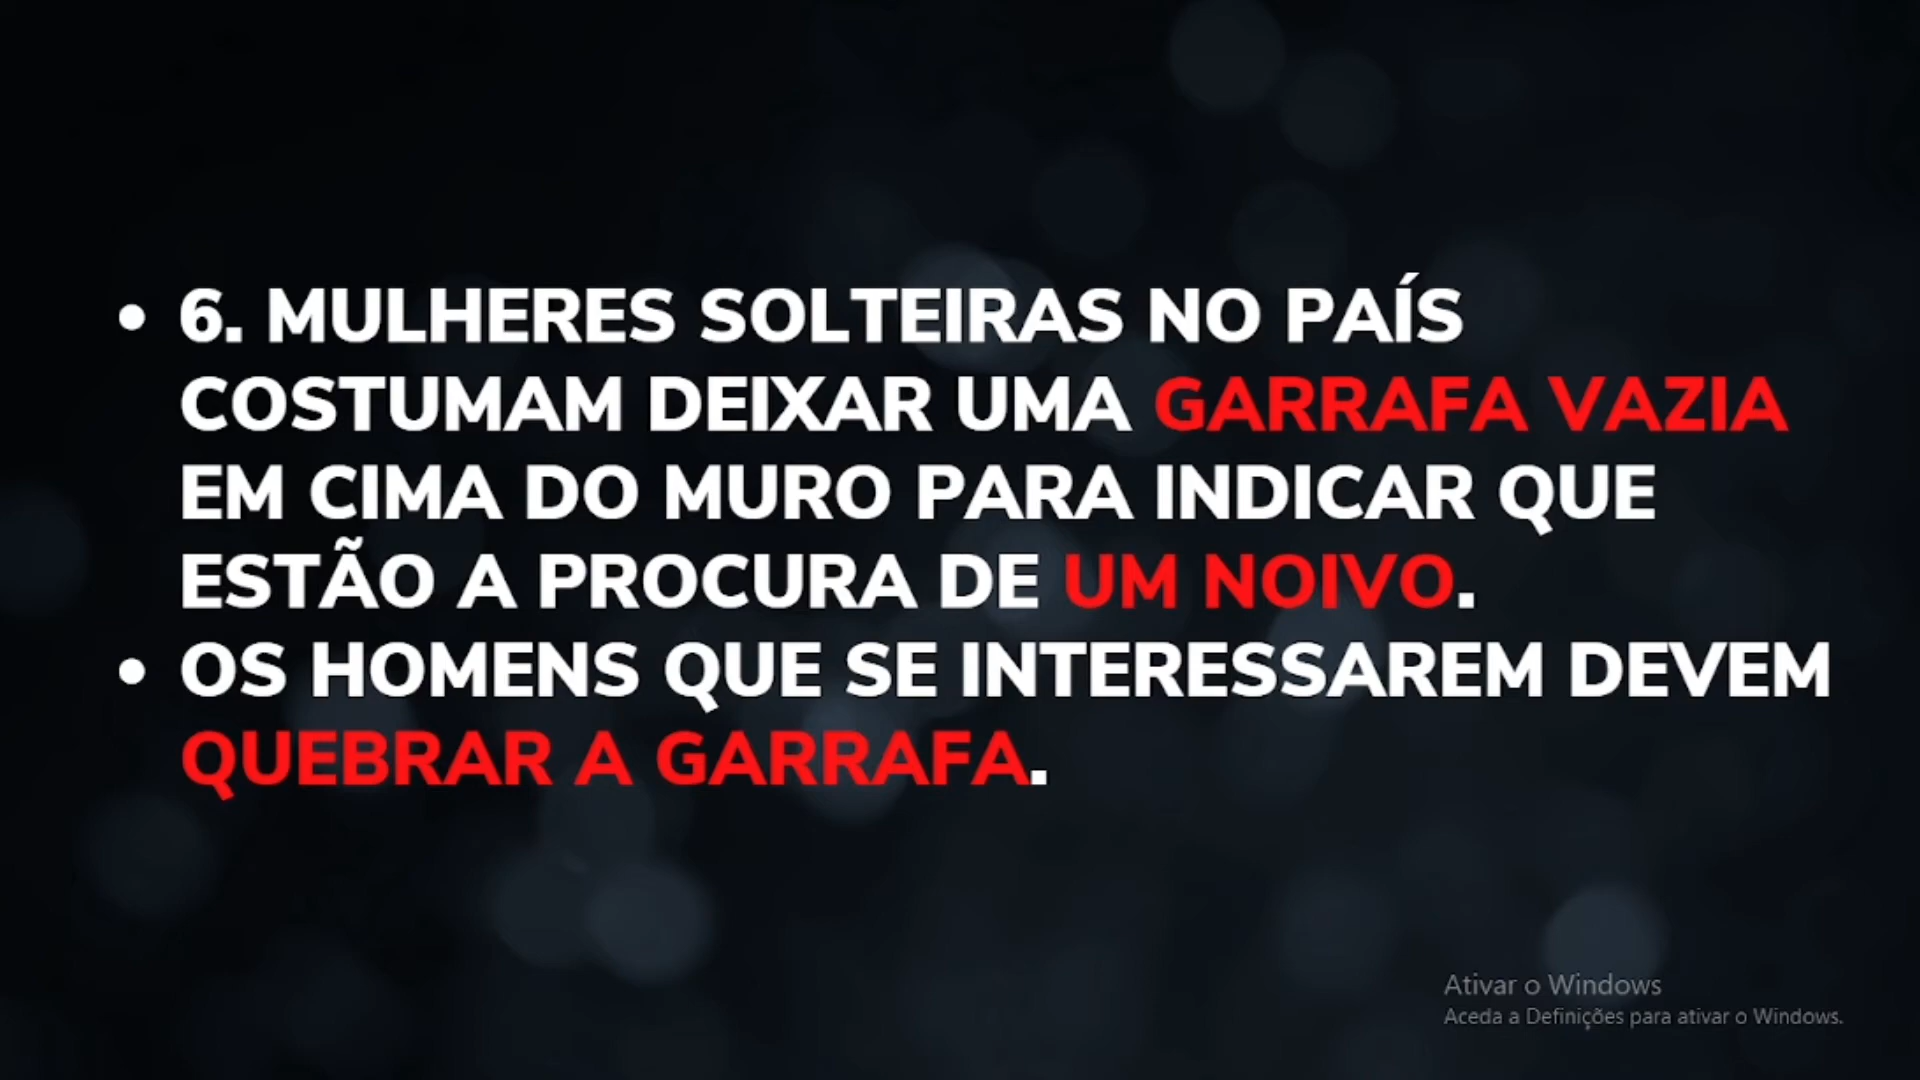 • 6. MULHERES SOLTEIRAS NO PAÍS
COSTUMAM DEIXAR UMA GARRAFA VAZIA
EM CIMA DO MURO PARA INDICAR QUE
ESTÃO A PROCURA DE UM NOIVO.
• OS HOMENS QUE SE INTERESSAREM DEVEM
QUEBRAR A GARRAFA.
Ativar o Windows
Aceda a Definições para ativar o Windows.